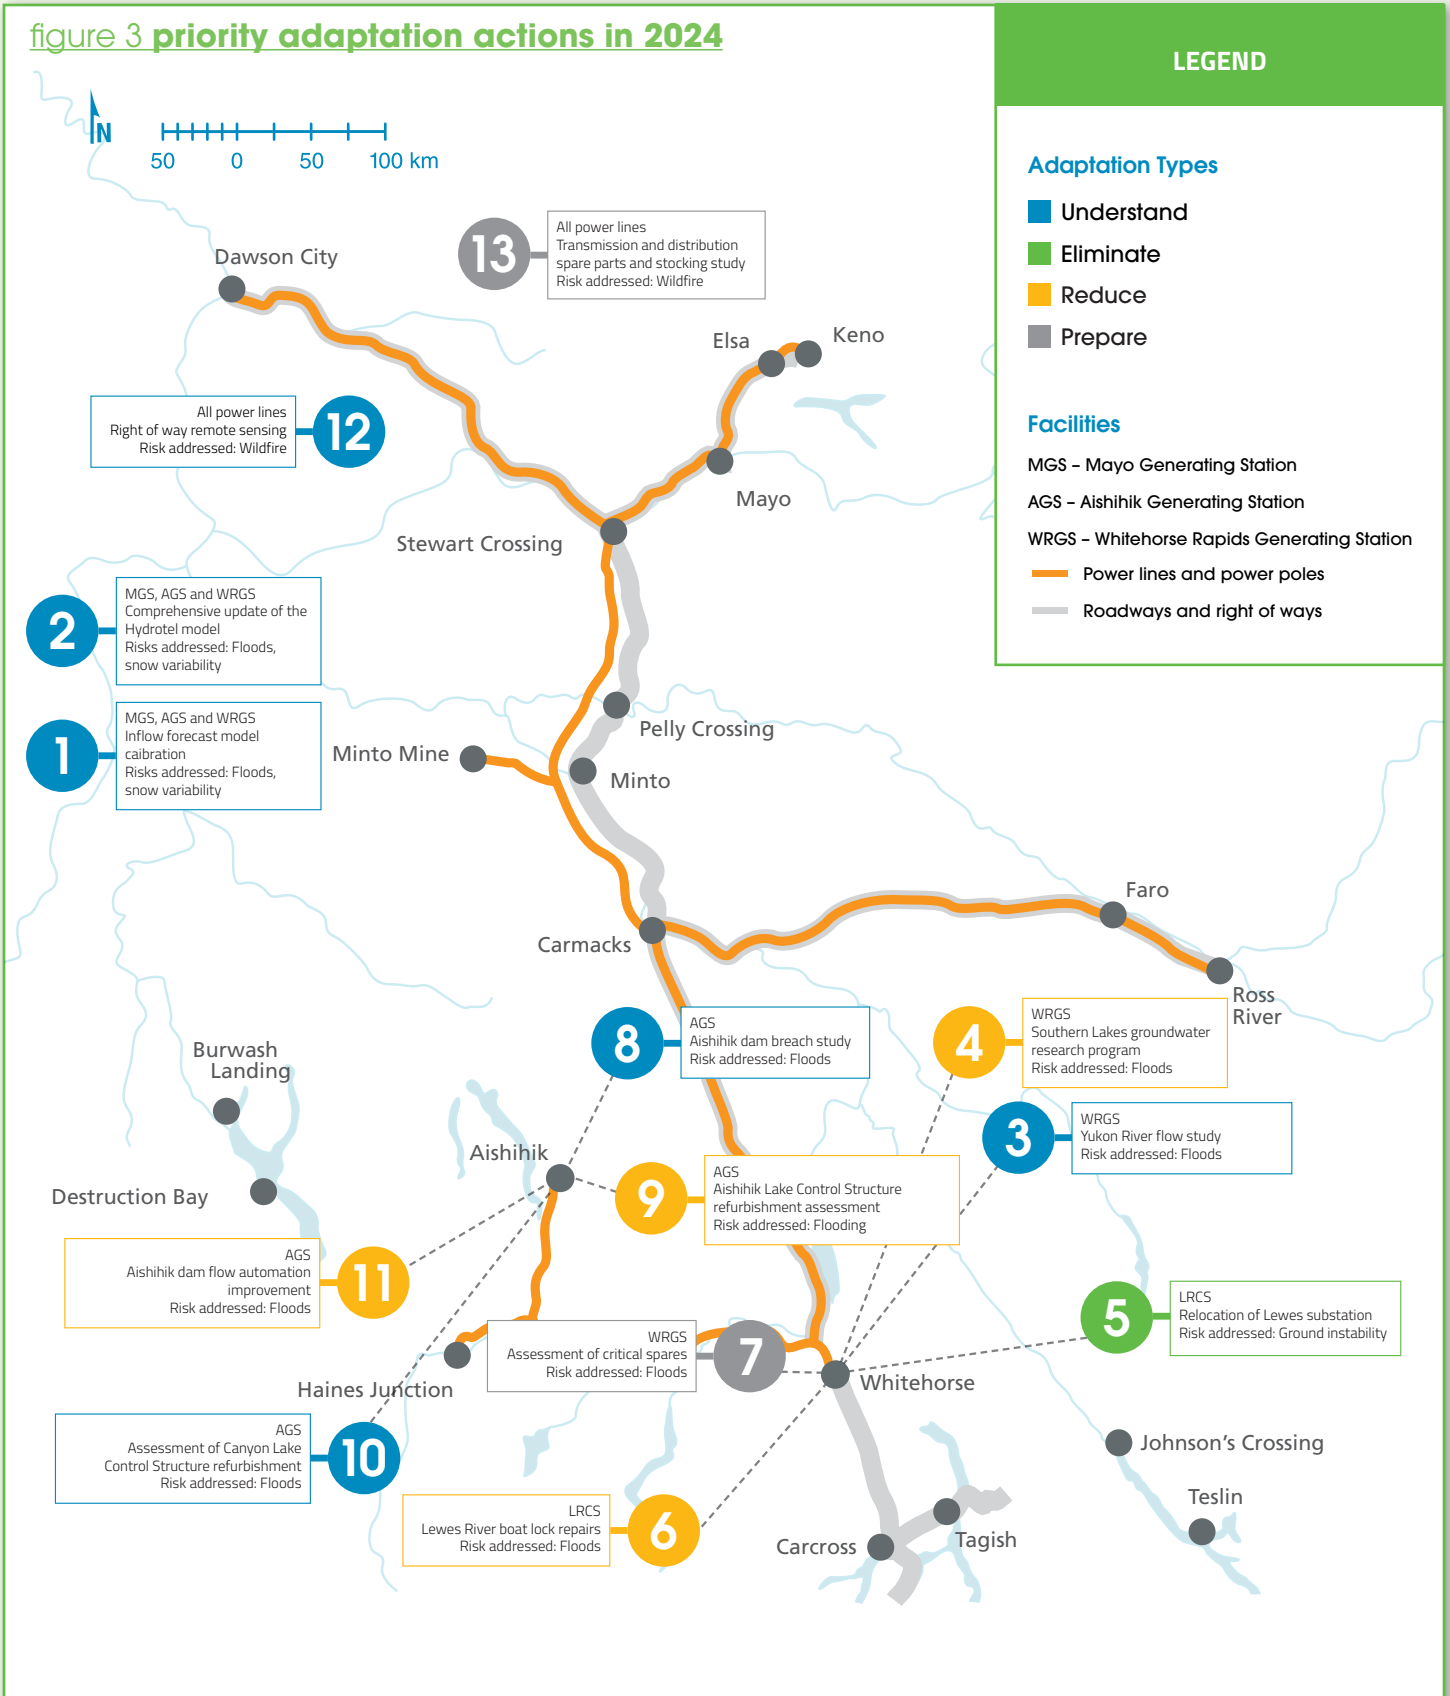 figure 3 priority adaptation actions in 2024
LEGEND
Adaptation Types
Understand
Eliminate
Reduce
Prepare
Facilities
MGS – Mayo Generating Station
AGS – Aishihik Generating Station
WRGS – Whitehorse Rapids Generating Station
Power lines and power poles
Roadways and right of ways
N
50 0 50 100 km
13
All power lines
Transmission and distribution
spare parts and stocking study
Risk addressed: Wildfire
Dawson City
Elsa
Keno
All power lines
Right of way remote sensing
Risk addressed: Wildfire
12
Mayo
Stewart Crossing
2
MGS, AGS and WRGS
Comprehensive update of the
Hydrotel model
Risks addressed: Floods,
snow variability
1
MGS, AGS and WRGS
Inflow forecast model
caibration
Risks addressed: Floods,
snow variability
Pelly Crossing
Minto Mine
Minto
Faro
Carmacks
Ross
River
8
AGS
Aishihik dam breach study
Risk addressed: Floods
4
WRGS
Southern Lakes groundwater
research program
Risk addressed: Floods
Burwash
Landing
3
WRGS
Yukon River flow study
Risk addressed: Floods
Aishihik
Destruction Bay
9
AGS
Aishihik Lake Control Structure
refurbishment assessment
Risk addressed: Flooding
AGS
Aishihik dam flow automation
improvement
Risk addressed: Floods
11
5
LRCS
Relocation of Lewes substation
Risk addressed: Ground instability
WRGS
Assessment of critical spares
Risk addressed: Floods
7
Haines Junction
Whitehorse
AGS
Assessment of Canyon Lake
Control Structure refurbishment
Risk addressed: Floods
10
Johnson's Crossing
LRCS
Lewes River boat lock repairs
Risk addressed: Floods
6
Teslin
Carcross
Tagish